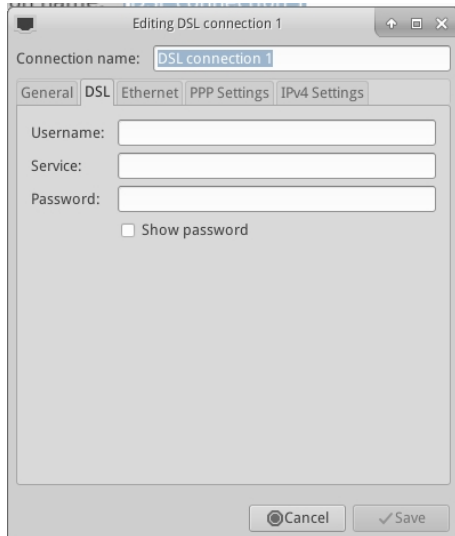 Editing DSL connection 1
Connection name: DSL connection 1
General DSL Ethernet PPP Settings IPv4 Settings
Username:
Service:
Password:
Show password
Cancel Save